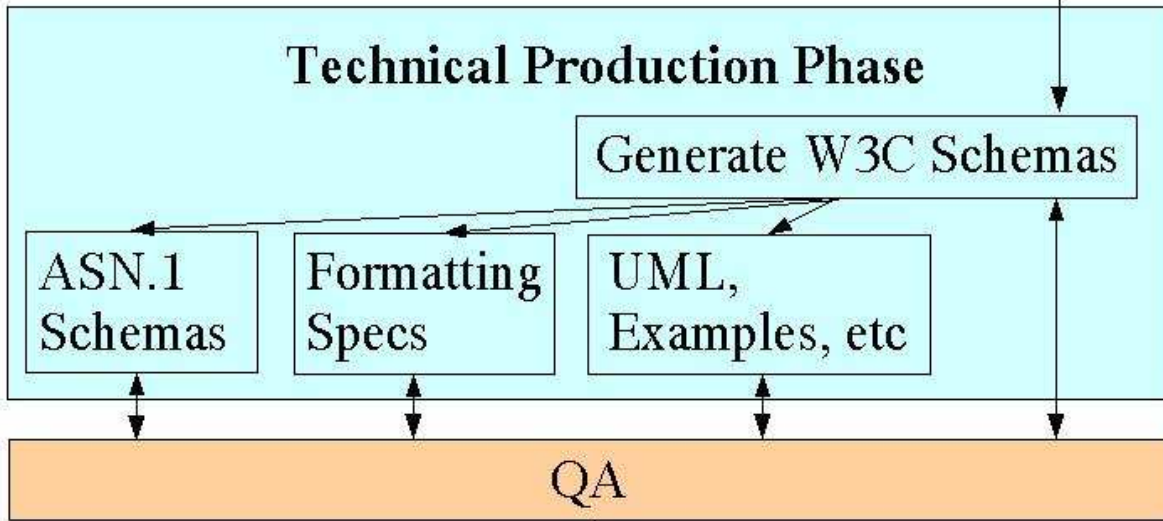 Technical Production Phase
Generate W3C Schemas
ASN.1
Schemas
Formatting
Specs
UML,
Examples, etc
QA